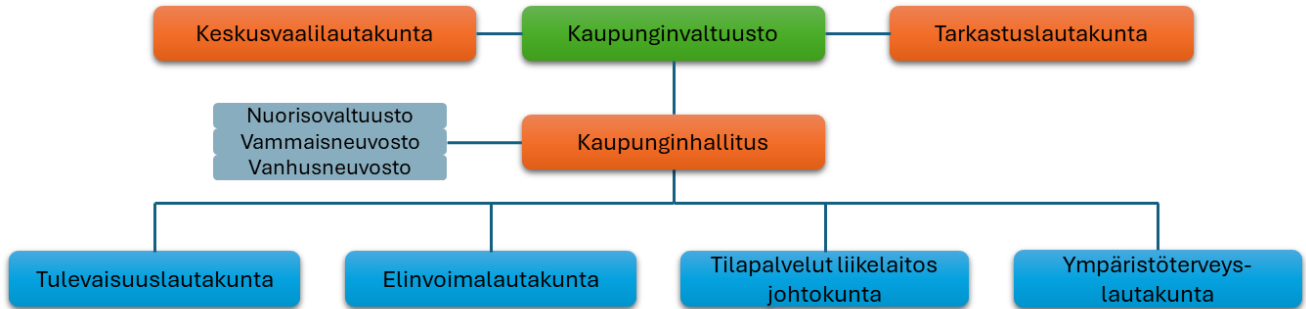 Keskusvaalilautakunta
Kaupunginvaltuusto
Tarkastuslautakunta
Nuorisovaltuusto
Vammaisneuvosto
Vanhusneuvosto
Kaupunginhallitus
Tulevaisuuslautakunta
Elinvoimalautakunta
Tilapalvelut liikelaitos
johtokunta
Ympäristöterveys-
lautakunta